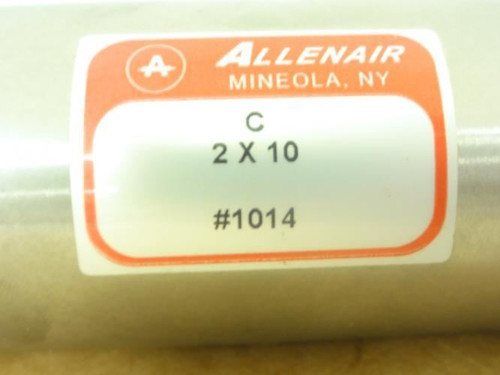 A ALLENAIR
MINEOLA, NY
C
2 X 10
#1014